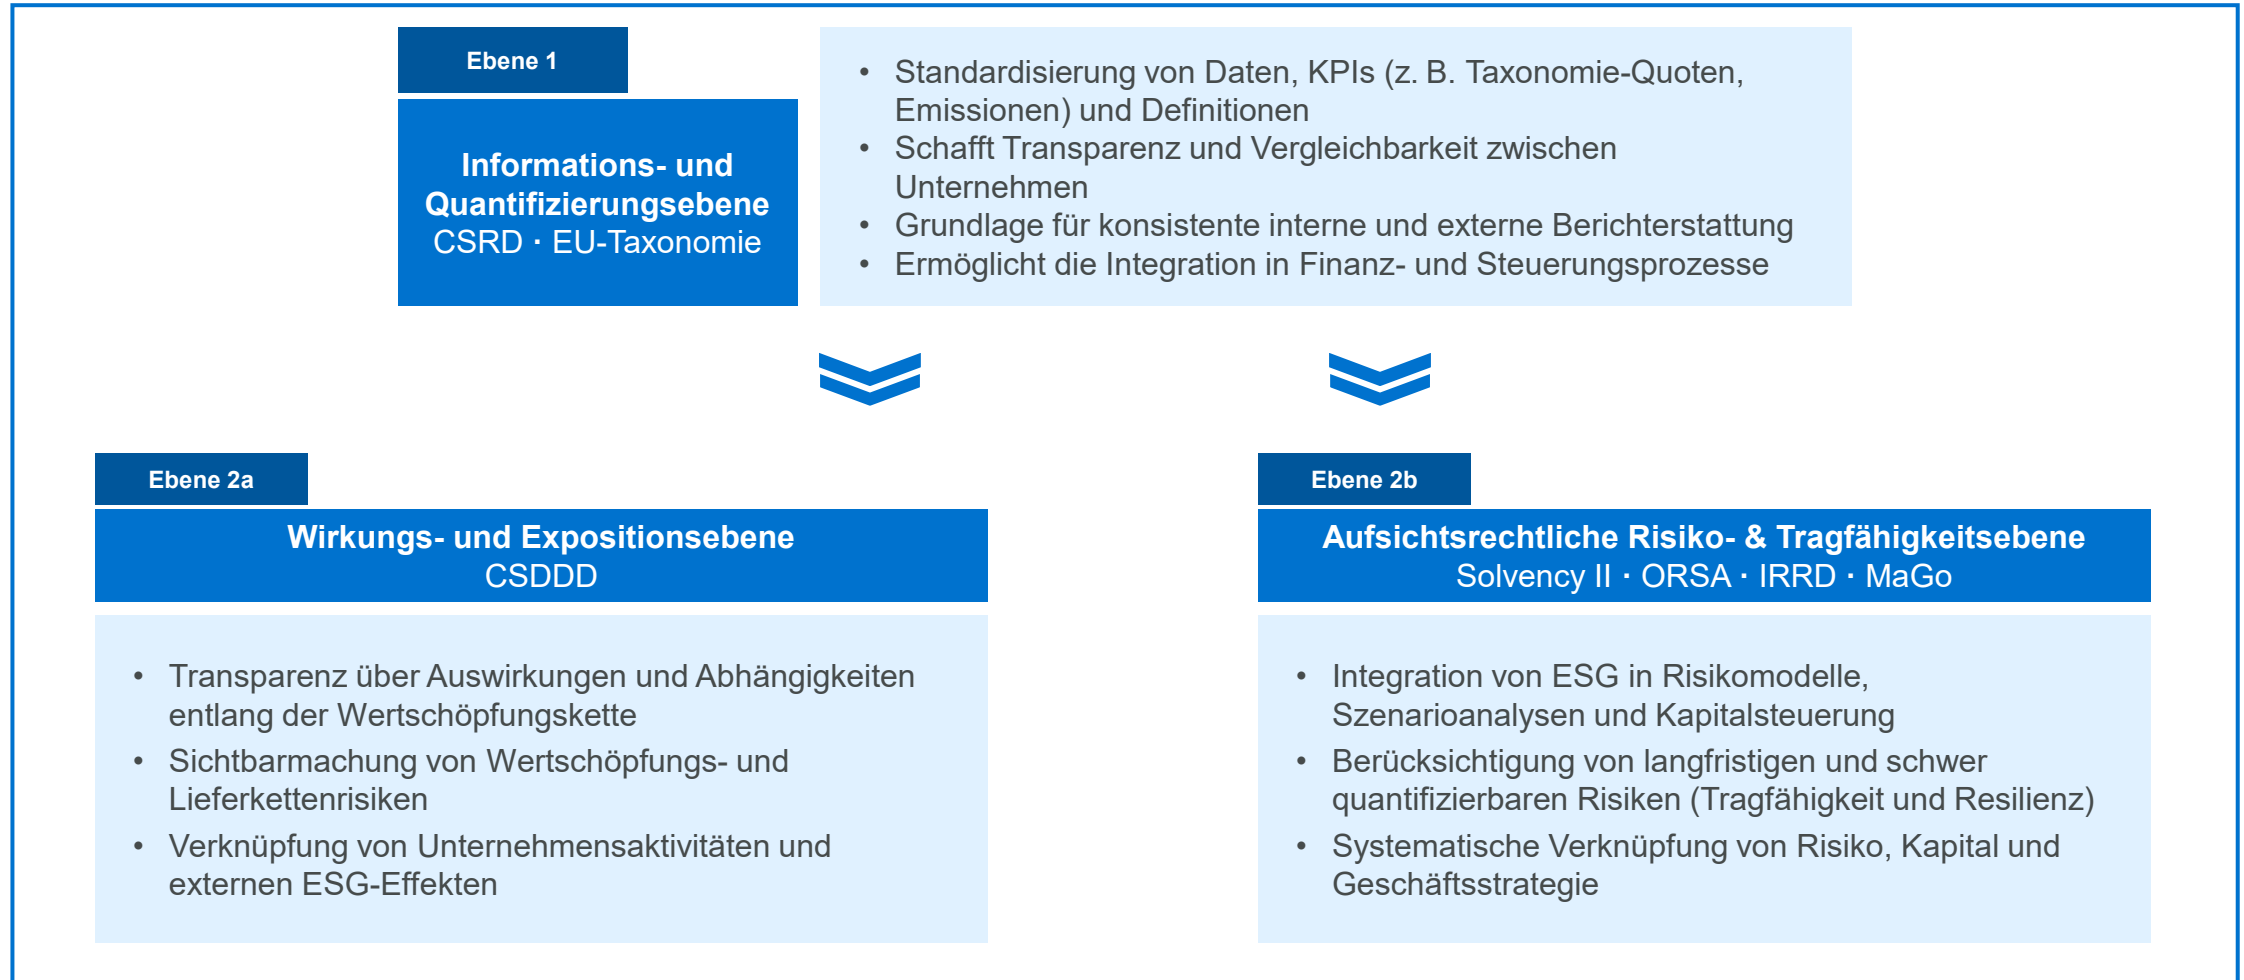 Ebene 1
Informations- und
Quantifizierungsebene
CSRD · EU-Taxonomie
• Standardisierung von Daten, KPIs (z. B. Taxonomie-Quoten,
Emissionen) und Definitionen
• Schafft Transparenz und Vergleichbarkeit zwischen
Unternehmen
• Grundlage für konsistente interne und externe Berichterstattung
• Ermöglicht die Integration in Finanz- und Steuerungsprozesse
Ebene 2a
Wirkungs- und Expositionsebene
CSDDD
• Transparenz über Auswirkungen und Abhängigkeiten
entlang der Wertschöpfungskette
• Sichtbarmachung von Wertschöpfungs- und
Lieferkettenrisiken
• Verknüpfung von Unternehmensaktivitäten und
externen ESG-Effekten
Ebene 2b
Aufsichtsrechtliche Risiko- & Tragfähigkeitsebene
Solvency II · ORSA · IRRD · MaGo
• Integration von ESG in Risikomodelle,
Szenarioanalysen und Kapitalsteuerung
• Berücksichtigung von langfristigen und schwer
quantifizierbaren Risiken (Tragfähigkeit und Resilienz)
• Systematische Verknüpfung von Risiko, Kapital und
Geschäftsstrategie